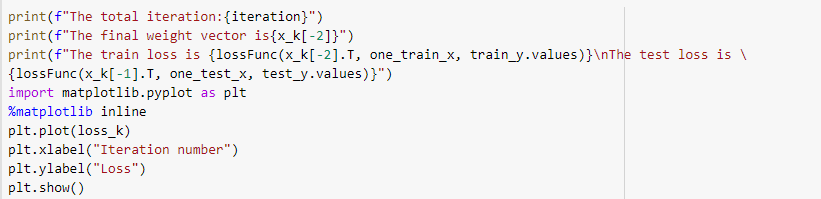 print(f"The total iteration:{iteration}")
print(f"The final weight vector is{x_k[-2]}")
print(f"The train loss is {lossFunc(x_k[-2].T, one_train_x, train_y.values)}\nThe test loss is \
{lossFunc(x_k[-1].T, one_test_x, test_y.values)}")
import matplotlib.pyplot as plt
%matplotlib inline
plt.plot(loss_k)
plt.xlabel("Iteration number")
plt.ylabel("Loss")
plt.show()